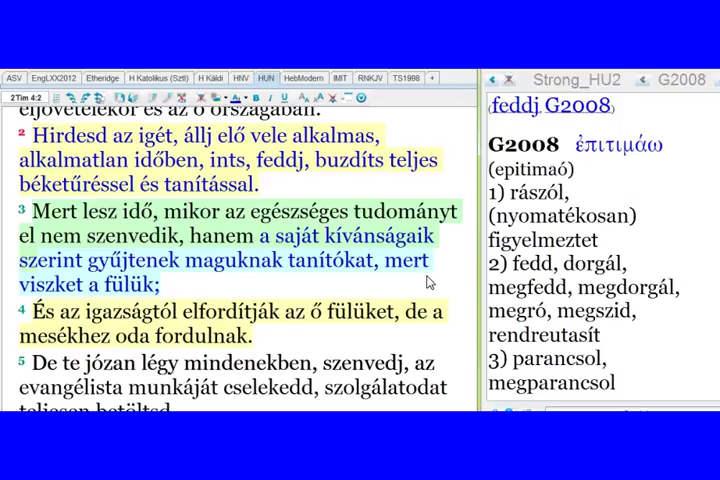 ASV EngLXX2012 Etheridge H Katolikus (SztI) H Káldi HNV HUN HebModern IMIT RNKJV TS1998 +
2Tim 4:2
eljövetelekor és az ő országában.
2 Hirdesd az igét, állj elő vele alkalmas,
alkalmatlan időben, ints, feddj, buzdíts teljes
béketűréssel és tanítással.
3 Mert lesz idő, mikor az egészséges tudományt
el nem szenvedik, hanem a saját kívánságaik
szerint gyűjtenek maguknak tanítókat, mert
viszket a fülük;
4 És az igazságtól elfordítják az ő fülüket, de a
mesékhez oda fordulnak.
5 De te józan légy mindenekben, szenvedj, az
evangélista munkáját cselekedd, szolgálatodat
teljesen betöltsd
Strong_HU2 G2008
(feddj, G2008)
G2008 ἐπιτιμάω
(epitimaó)
1) rászól,
(nyomatékosan)
figyelmeztet
2) fedd, dorgál,
megfedd, megdorgál,
megró, megszid,
rendreutasít
3) parancsol,
megparancsol